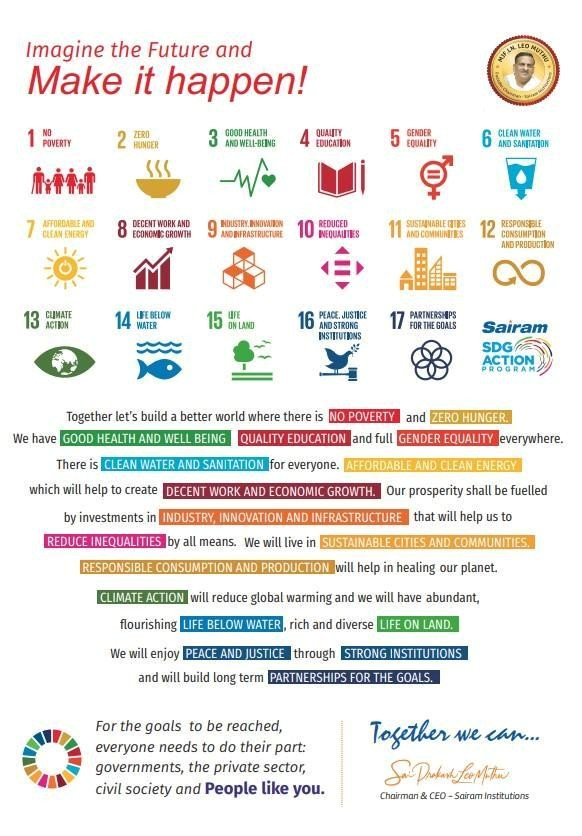 Imagine the Future and
Make it happen!
MJF. LN. LEO MUTHU
1 NO POVERTY
2 ZERO HUNGER
3 GOOD HEALTH AND WELL-BEING
4 QUALITY EDUCATION
5 GENDER EQUALITY
6 CLEAN WATER AND SANITATION
7 AFFORDABLE AND CLEAN ENERGY
8 DECENT WORK AND ECONOMIC GROWTH
9 INDUSTRY, INNOVATION AND INFRASTRUCTURE
10 REDUCED INEQUALITIES
11 SUSTAINABLE CITIES AND COMMUNITIES
12 RESPONSIBLE CONSUMPTION AND PRODUCTION
13 CLIMATE ACTION
14 LIFE BELOW WATER
15 LIFE ON LAND
16 PEACE, JUSTICE AND STRONG INSTITUTIONS
17 PARTNERSHIPS FOR THE GOALS
Sairam
SDG
ACTION
PROGRAM
Together let's build a better world where there is NO POVERTY and ZERO HUNGER.
We have GOOD HEALTH AND WELL BEING QUALITY EDUCATION and full GENDER EQUALITY everywhere.
There is CLEAN WATER AND SANITATION for everyone. AFFORDABLE AND CLEAN ENERGY
which will help to create DECENT WORK AND ECONOMIC GROWTH. Our prosperity shall be fuelled
by investments in INDUSTRY, INNOVATION AND INFRASTRUCTURE that will help us to
REDUCE INEQUALITIES by all means. We will live in SUSTAINABLE CITIES AND COMMUNITIES.
RESPONSIBLE CONSUMPTION AND PRODUCTION will help in healing our planet.
CLIMATE ACTION will reduce global warming and we will have abundant,
flourishing LIFE BELOW WATER, rich and diverse LIFE ON LAND.
We will enjoy PEACE AND JUSTICE through STRONG INSTITUTIONS
and will build long term PARTNERSHIPS FOR THE GOALS.
For the goals to be reached,
everyone needs to do their part:
governments, the private sector,
civil society and People like you.
Together we can...
Sai Prakash LeoMuthu
Chairman & CEO – Sairam Institutions